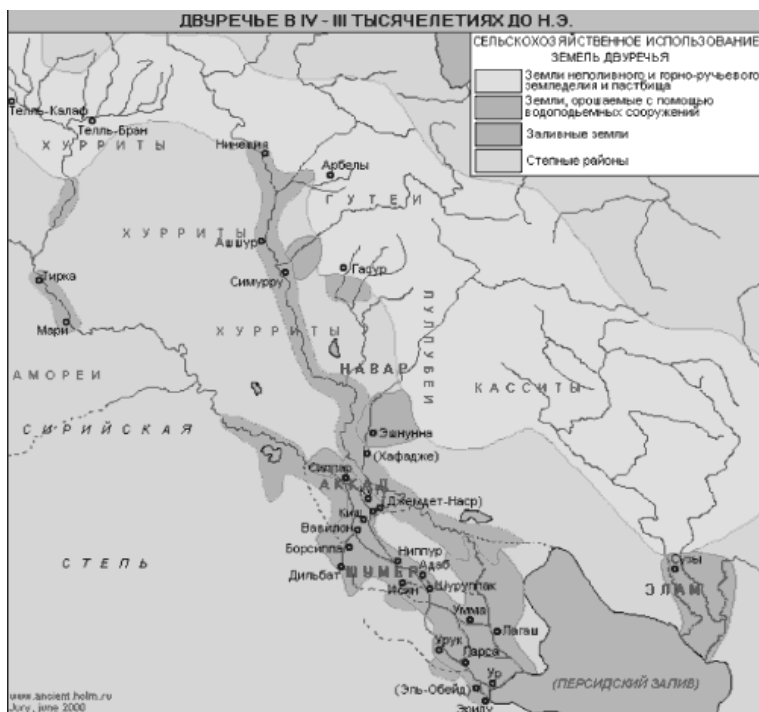 ДВУРЕЧЬЕ В IV - III ТЫСЯЧЕЛЕТИЯХ ДО Н.Э.
СЕЛЬСКОХОЗЯЙСТВЕННОЕ ИСПОЛЬЗОВАНИЕ
ЗЕМЕЛЬ ДВУРЕЧЬЯ
Земли неполивного и горно-ручьевого
земледелия и пастбища
Земли, орошаемые с помощью
водоподъемных сооружений
Заливные земли
Степные районы
Телль-Калаф
Телль-Бран
ХУРРИТЫ
Ниневия
Арбелы
ГУТЕИ
ХУРРИТЫ
Ашшур
Гасур
Симурру
Тирка
Мари
ХУРРИТЫ
ЛУЛЛУБЕИ
НАВАР
АМОРЕИ
КАССИТЫ
СИРИЙСКАЯ
Эшнунна
(Хафадже)
Сиппар
АККАД
(Джемдет-Наср)
Киш
Вавилон
Борсиппа
Ниппур
СТЕПЬ
Адаб
Сузы
Дильбат
ШУМЕР
Исин
Шуруппак
ЭЛАМ
Умма
Лагаш
Урук
Ларса
Ур
(ПЕРСИДСКИЙ ЗАЛИВ)
(Эль-Обейд)
Эриду
www.ancient.holm.ru
Jury, june 2000